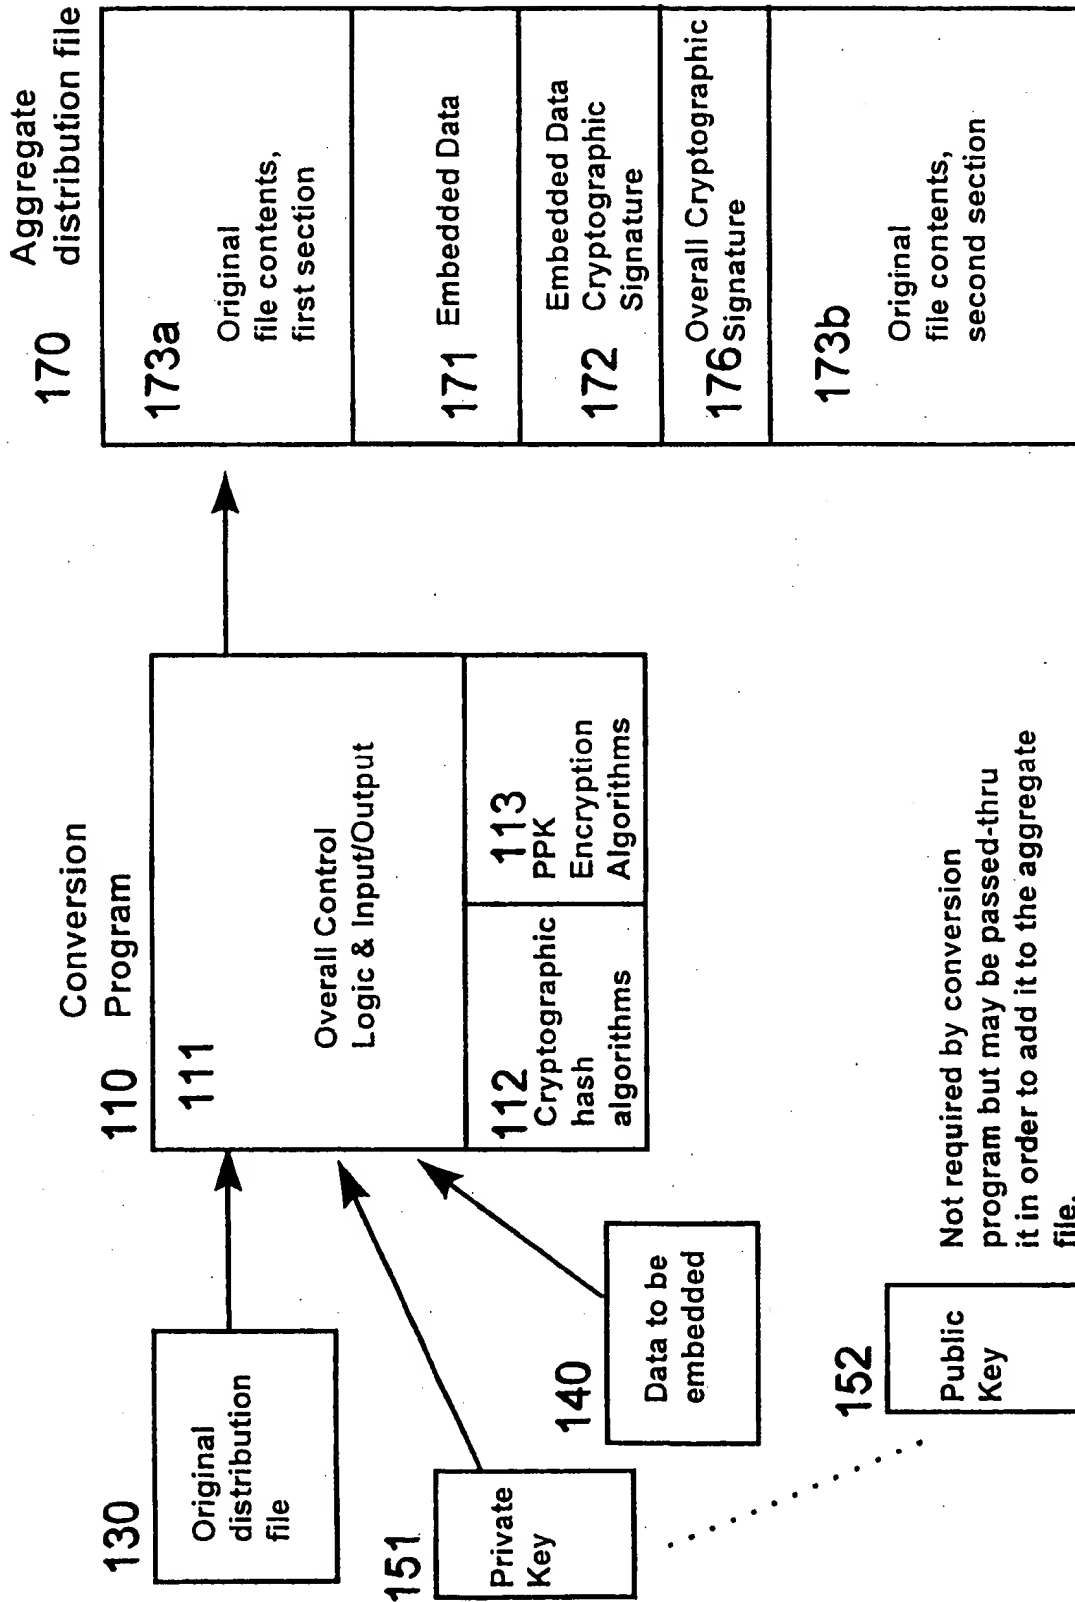 130
Original
distribution
file
151
Private
Key
140
Data to be
embedded
152
Public
Key
Not required by conversion
program but may be passed-thru
it in order to add it to the aggregate
file.
Conversion
110 Program
111
Overall Control
Logic & Input/Output
112
Cryptographic
hash
algorithms
113
PPK
Encryption
Algorithms
Aggregate
170 distribution file
173a
Original
file contents,
first section
171 Embedded Data
Embedded Data
172 Cryptographic
Signature
Overall Cryptographic
176 Signature
173b
Original
file contents,
second section